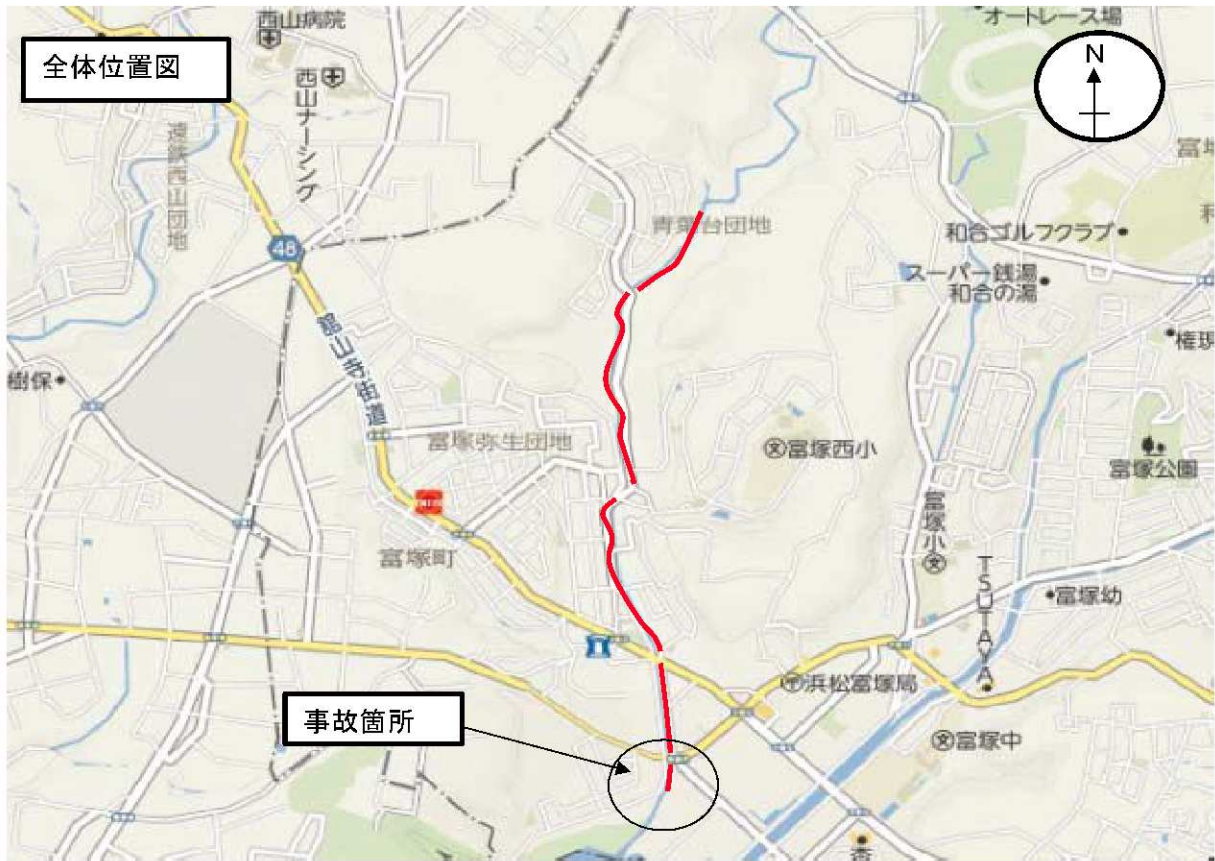 オートレース場
西山病院
全体位置図
N
西山ナーシング
遠鉄西山団地
青葉台団地
和合ゴルフクラブ
48
スーパー銭湯
和合の湯
権現
舘山寺街道
樹保
富塚弥生団地
富塚西小
富塚公園
富塚小
富塚町
TSUTAYA
富塚幼
浜松富塚局
事故箇所
富塚中